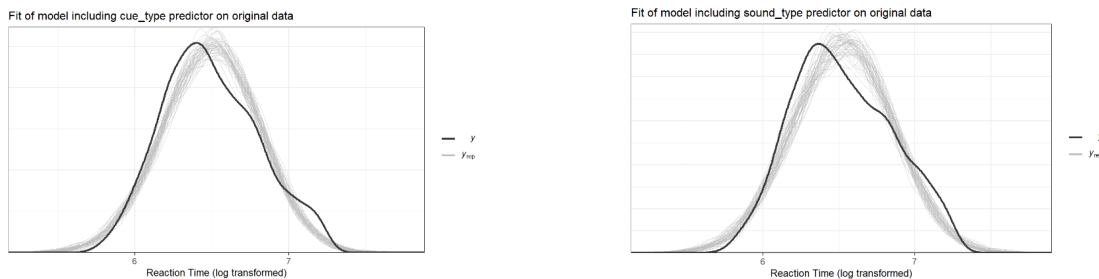 Fit of model including cue_type predictor on original data
y
y rep
6
7
Reaction Time (log transformed)
Fit of model including sound_type predictor on original data
6
7
Reaction Time (log transformed)